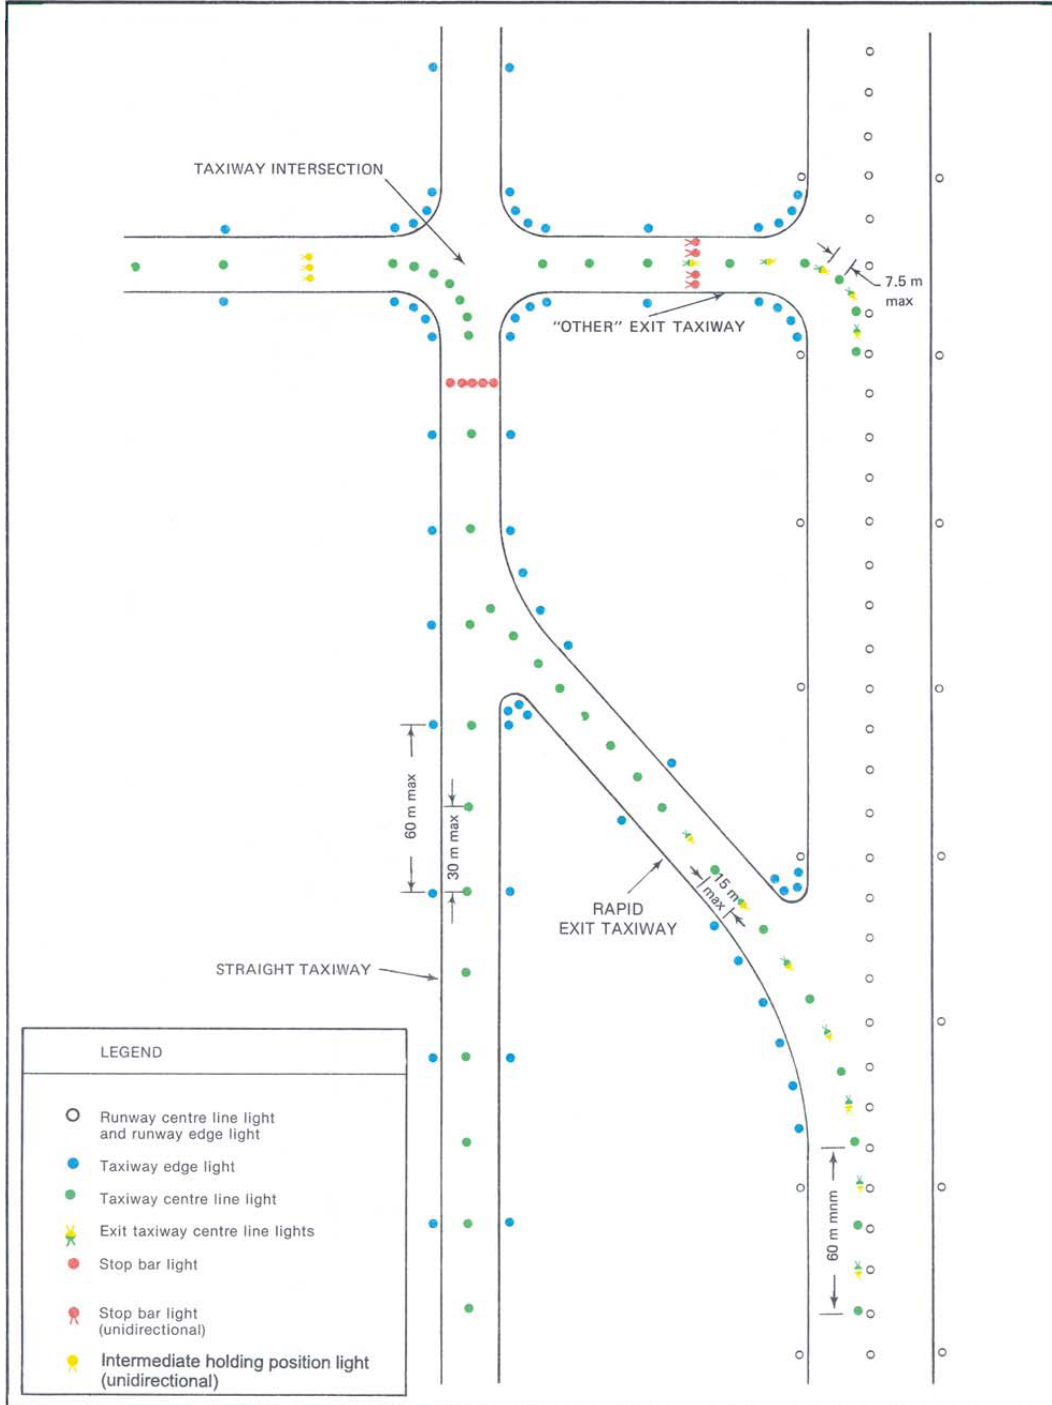 TAXIWAY INTERSECTION
7.5 m
max
"OTHER" EXIT TAXIWAY
60 m max
30 m max
15 m
max
RAPID
EXIT TAXIWAY
STRAIGHT TAXIWAY
60 m mnm
LEGEND
Runway centre line light
and runway edge light
Taxiway edge light
Taxiway centre line light
Exit taxiway centre line lights
Stop bar light
Stop bar light
(unidirectional)
Intermediate holding position light
(unidirectional)